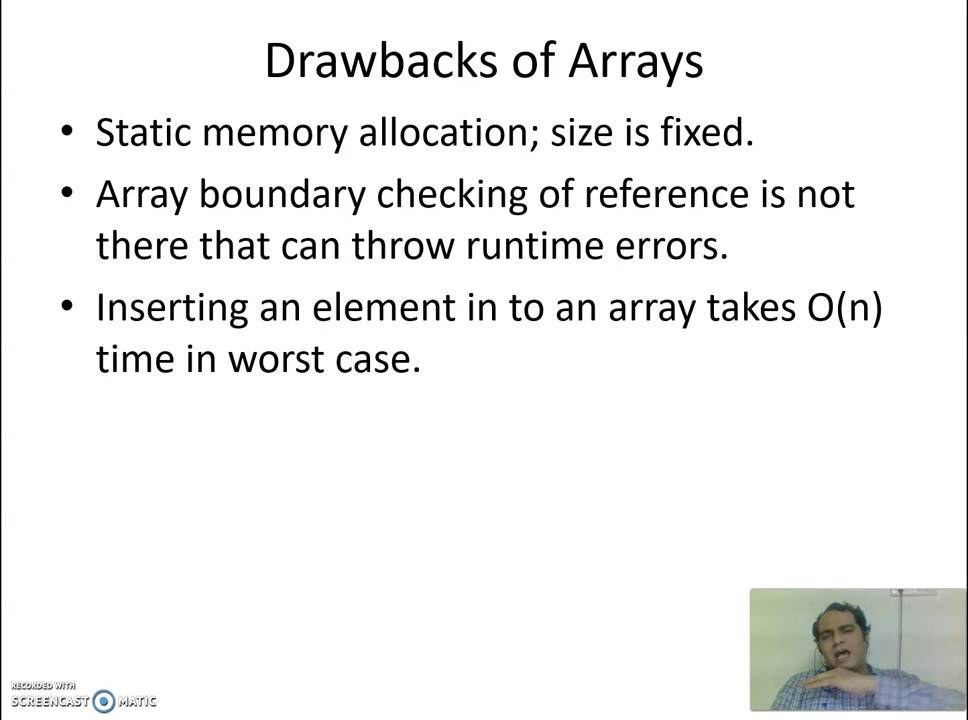 Drawbacks of Arrays
• Static memory allocation; size is fixed.
• Array boundary checking of reference is not
there that can throw runtime errors.
• Inserting an element in to an array takes O(n)
time in worst case.
RECORDED WITH
SCREENCAST MATIC